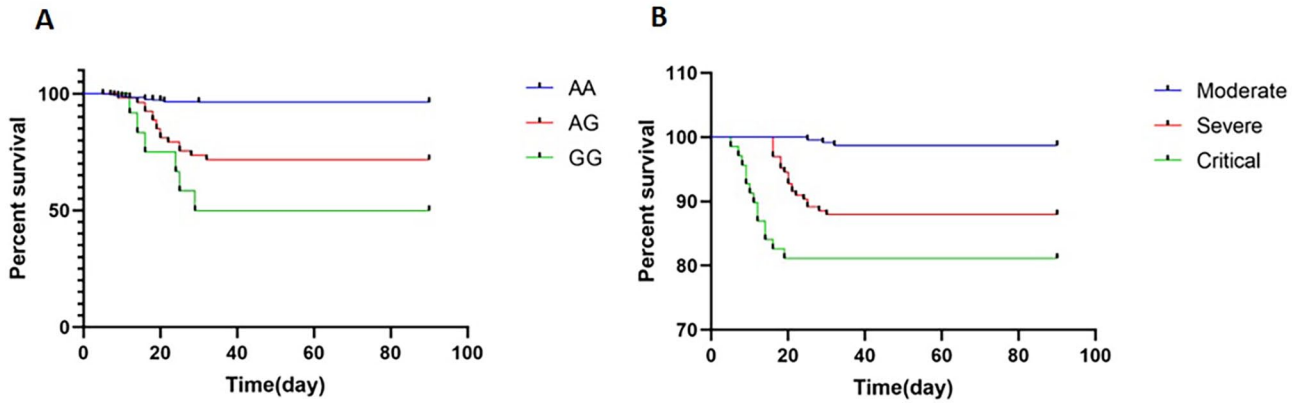 A
Percent survival
100
50
0
0 20 40 60 80 100
Time(day)
AA
AG
GG
B
Percent survival
110
100
90
80
70
0 20 40 60 80 100
Time(day)
Moderate
Severe
Critical